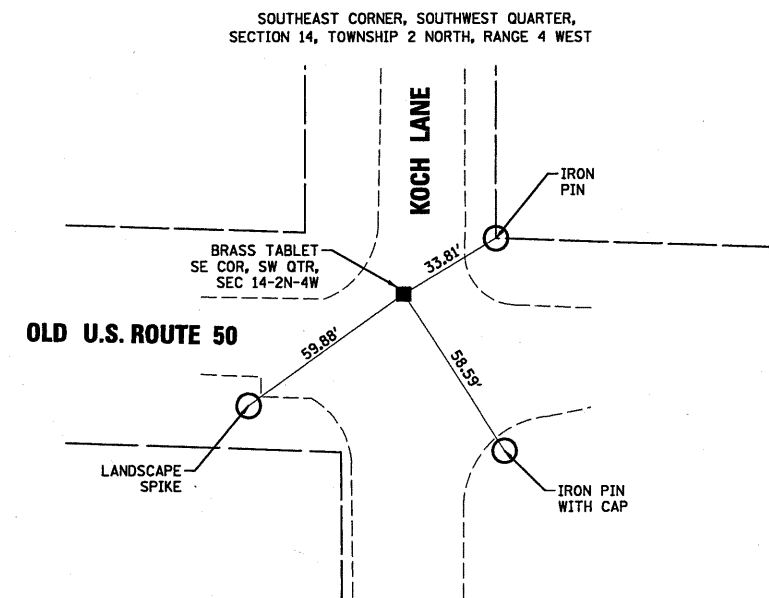 SOUTHEAST CORNER, SOUTHWEST QUARTER,
SECTION 14, TOWNSHIP 2 NORTH, RANGE 4 WEST
KOCH LANE
IRON
PIN
BRASS TABLET
SE COR, SW QTR,
SEC 14-2N-4W
33.81'
OLD U.S. ROUTE 50
59.88'
58.59'
LANDSCAPE
SPIKE
IRON PIN
WITH CAP